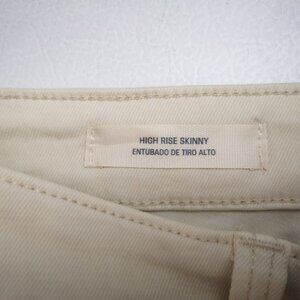 HIGH RISE SKINNY
ENTUBADO DE TIRO ALTO